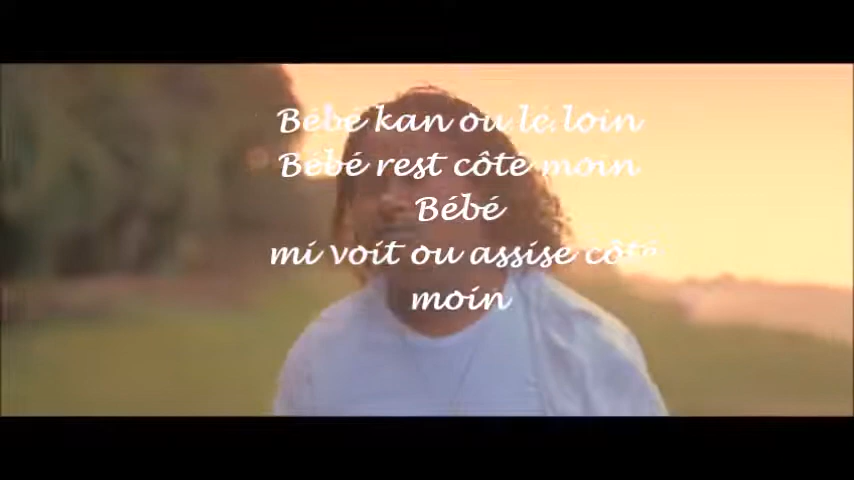 Bébé kan ou lé loin
Bébé rest côté moin
Bébé
mi voit ou assise côté
moin